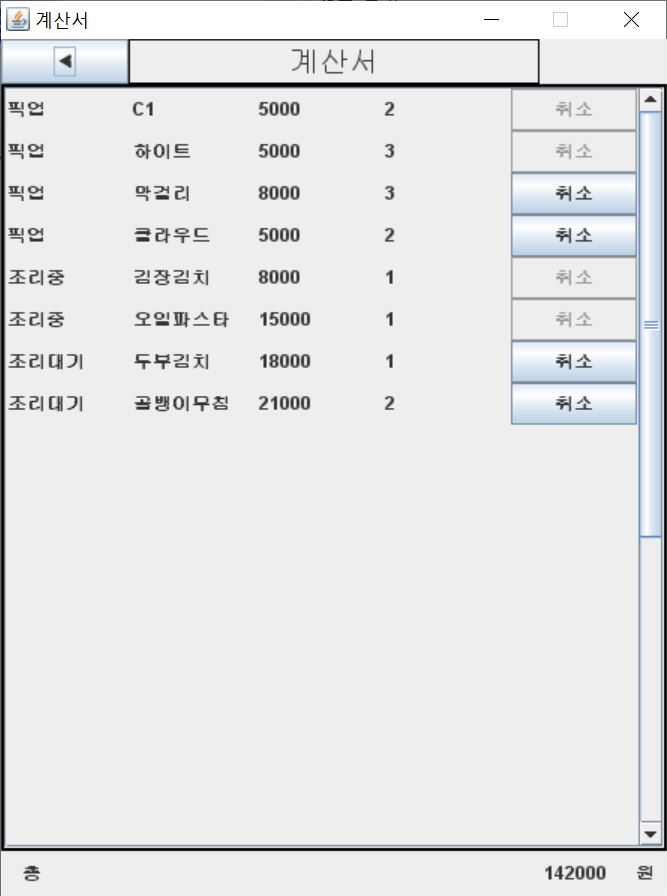 계산서
계산서
픽업 C1 5000 2 취소
픽업 하이트 5000 3 취소
픽업 막걸리 8000 3 취소
픽업 클라우드 5000 2 취소
조리중 김장김치 8000 1 취소
조리중 오일파스타 15000 1 취소
조리대기 두부김치 18000 1 취소
조리대기 골뱅이무침 21000 2 취소
총 142000 원